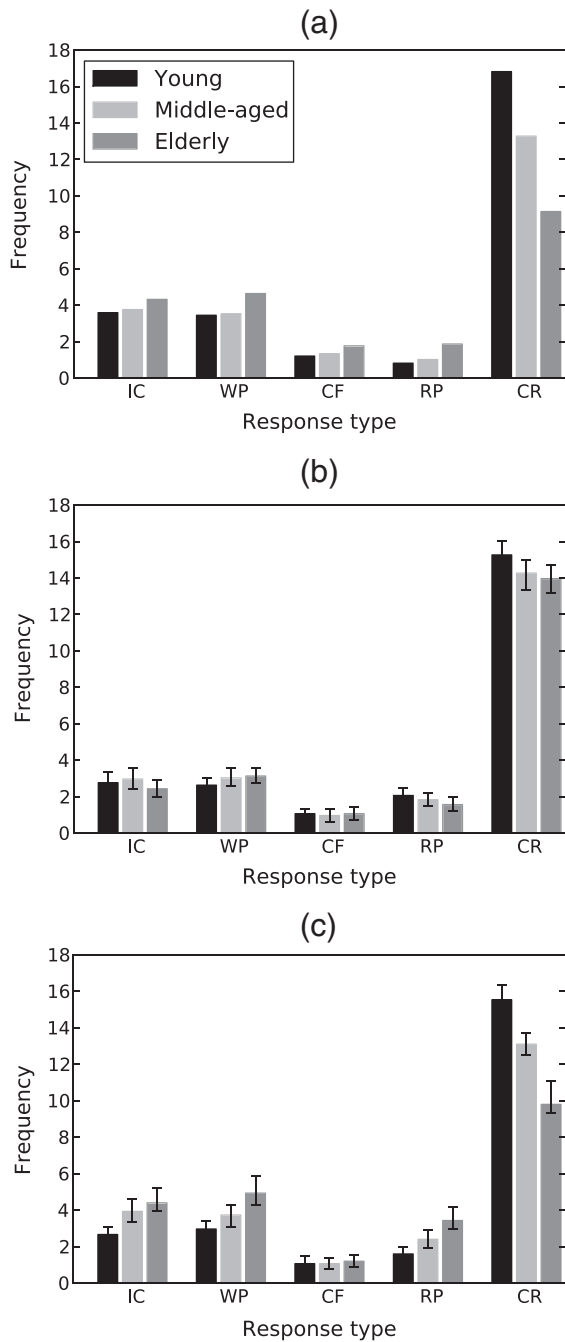 (a)
18
16
14
12
10
8
6
4
2
0
Frequency
Young
Middle-aged
Elderly
IC WP CF RP CR
Response type
(b)
18
16
14
12
10
8
6
4
2
0
Frequency
IC WP CF RP CR
Response type
(c)
18
16
14
12
10
8
6
4
2
0
Frequency
IC WP CF RP CR
Response type